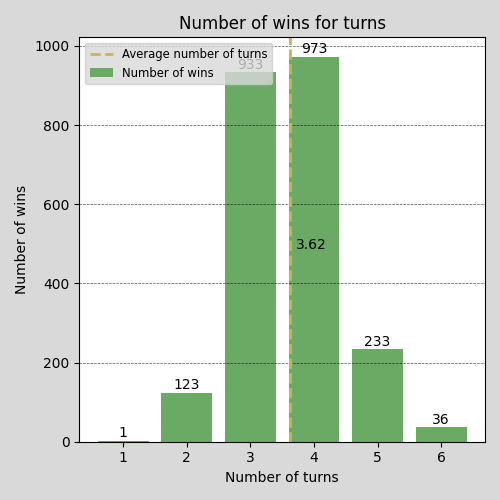 Number of wins for turns
Average number of turns
Number of wins
1000
800
600
400
200
0
Number of wins
1
123
933
973
3.62
233
36
1 2 3 4 5 6
Number of turns